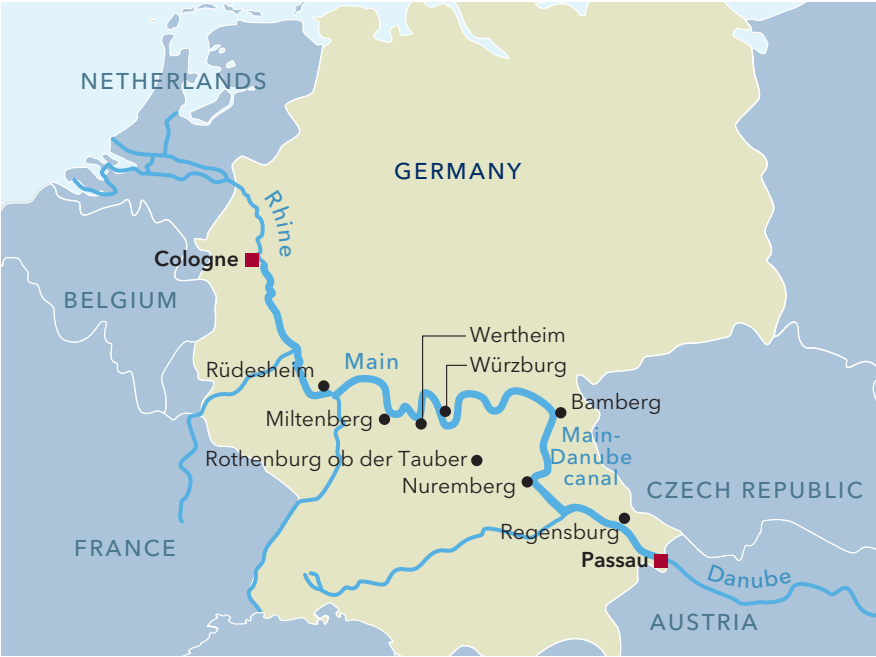 NETHERLANDS
GERMANY
Rhine
Cologne
BELGIUM
Wertheim
Main
Würzburg
Rüdesheim
Bamberg
Miltenberg
Main-
Danube
canal
Rothenburg ob der Tauber
Nuremberg
CZECH REPUBLIC
Regensburg
FRANCE
Passau
Danube
AUSTRIA